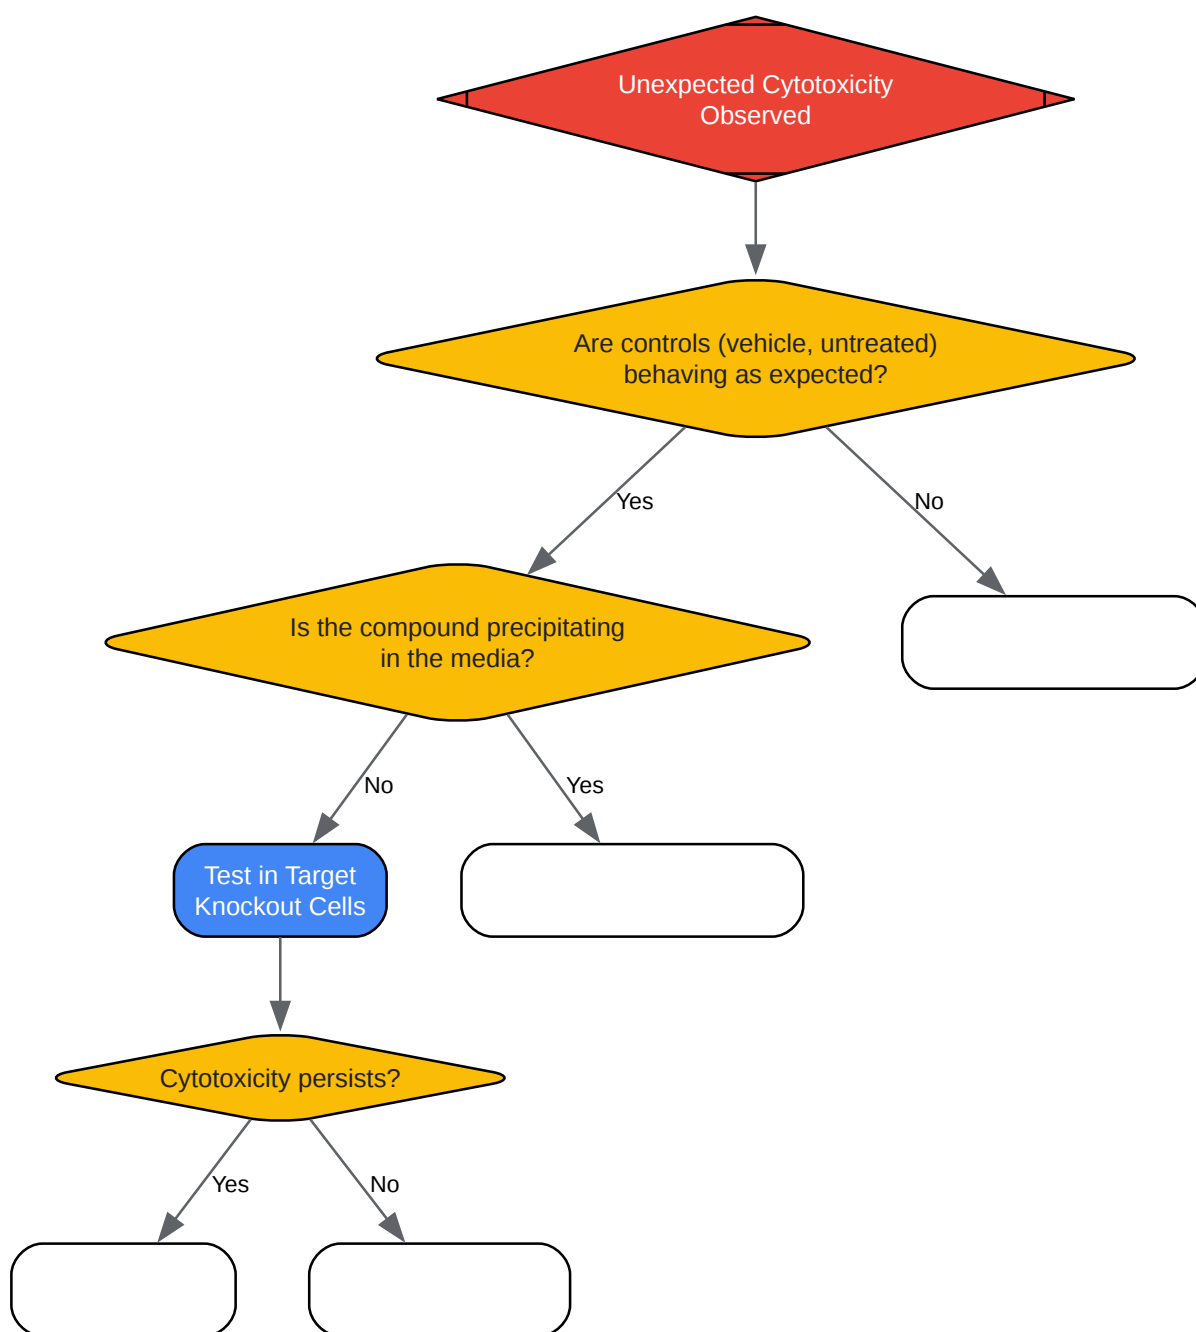 Unexpected Cytotoxicity
Observed
Are controls (vehicle, untreated)
behaving as expected?
Yes
No
Is the compound precipitating
in the media?
No
Yes
Test in Target
Knockout Cells
Cytotoxicity persists?
Yes
No